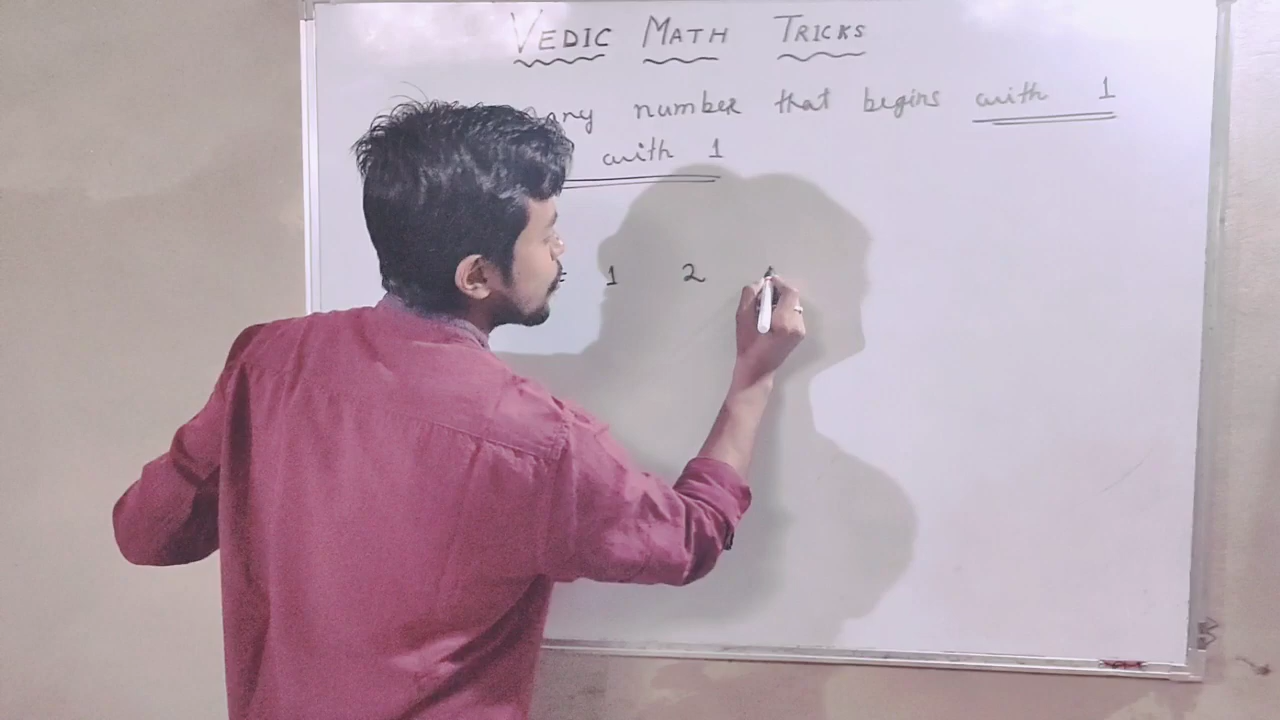 VEDIC MATH TRICKS
any number that begins with 1
with 1
= 1 2